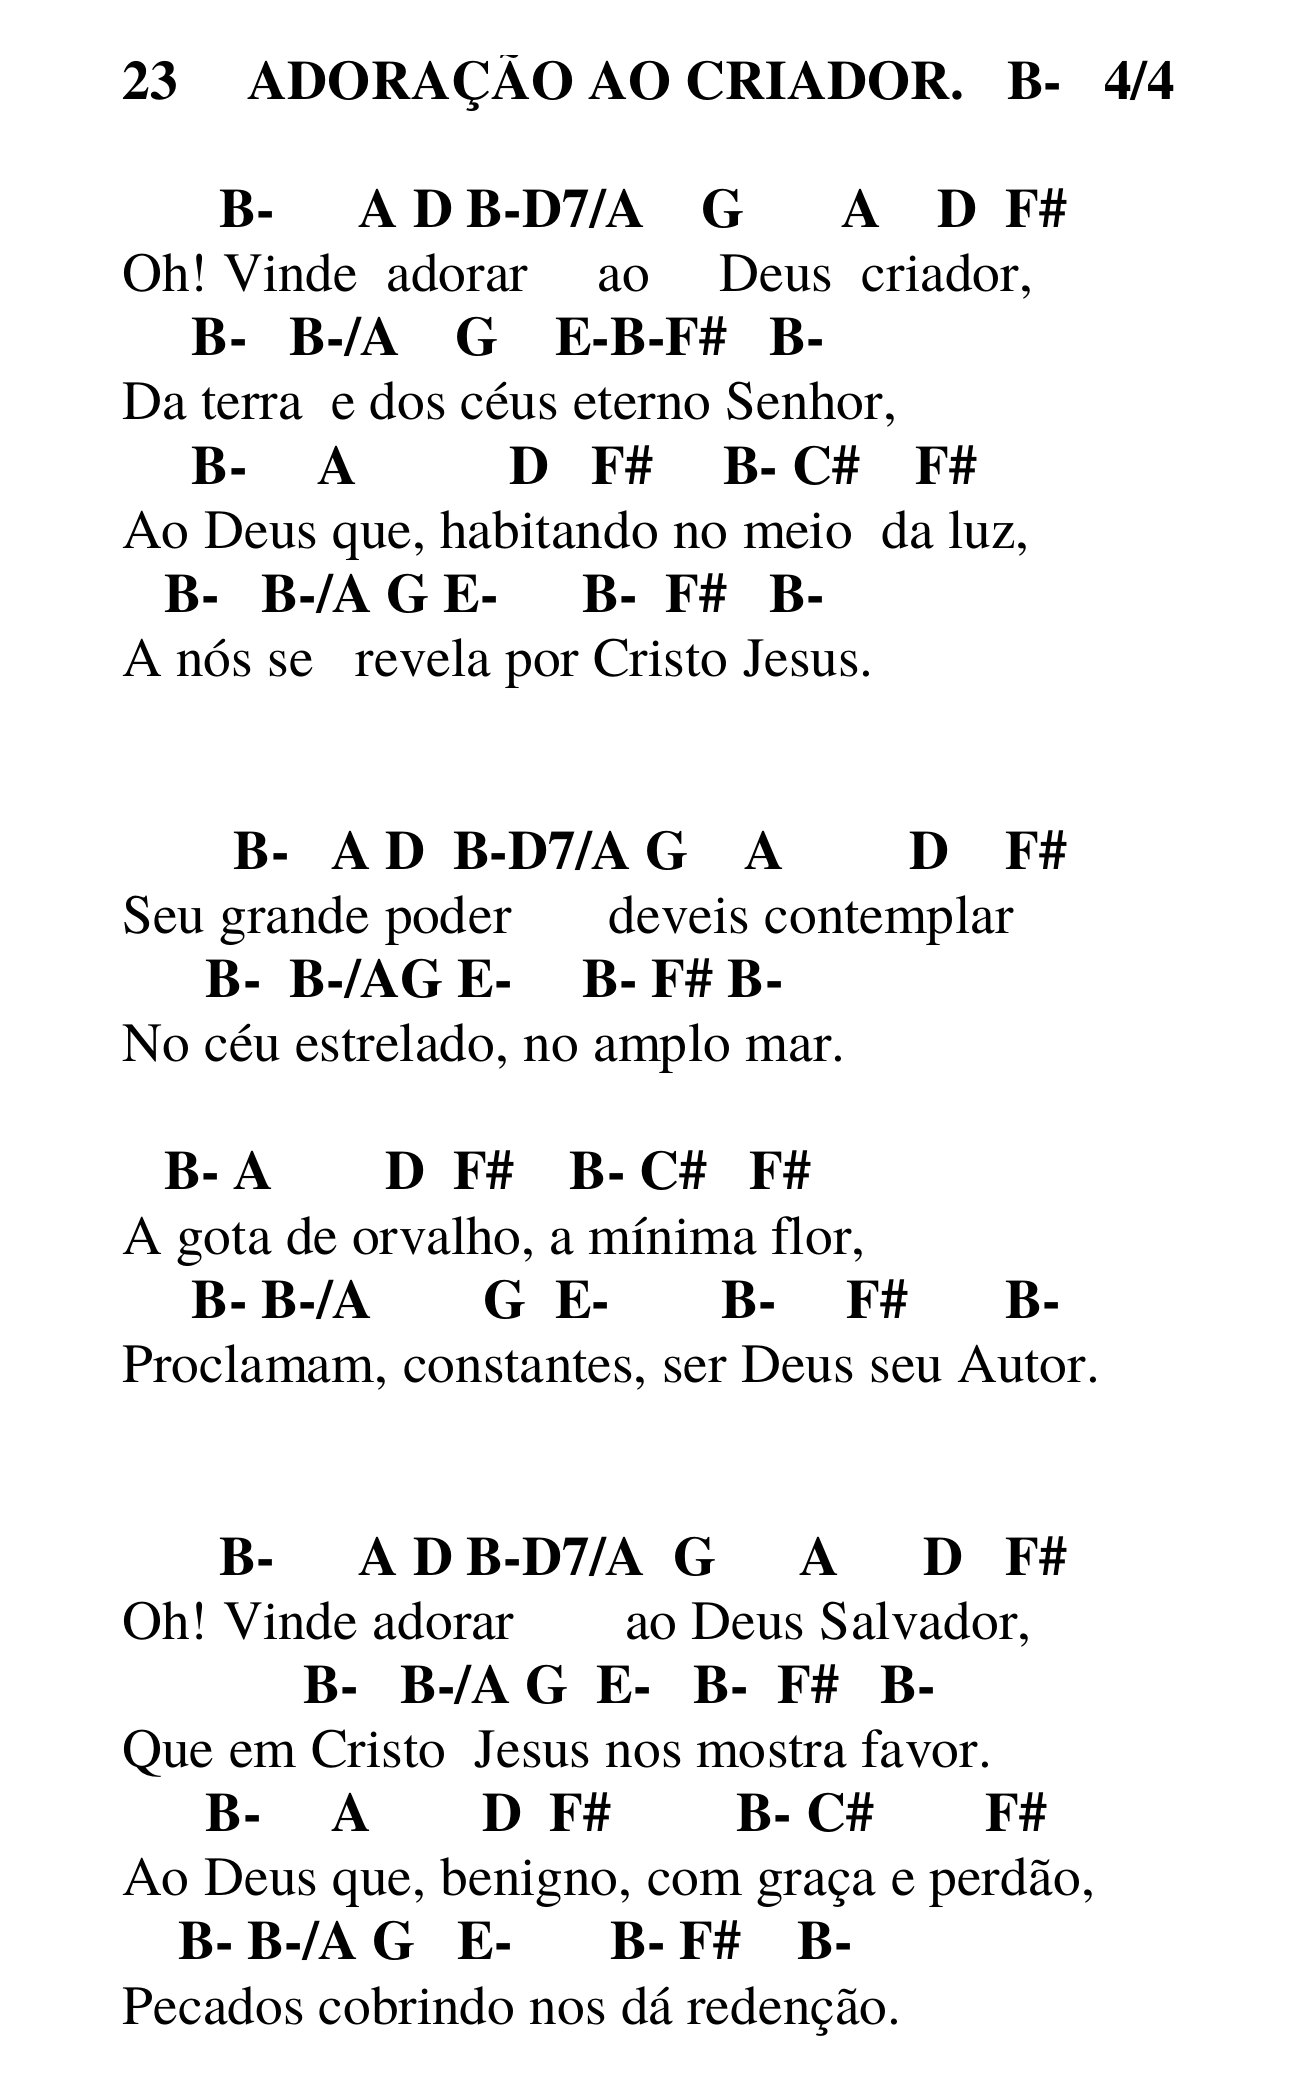 23 ADORAÇÃO AO CRIADOR. B- 4/4
B- A D B-D7/A G A D F#
Oh! Vinde adorar ao Deus criador,
B- B-/A G E-B-F# B-
Da terra e dos céus eterno Senhor,
B- A D F# B- C# F#
Ao Deus que, habitando no meio da luz,
B- B-/A G E- B- F# B-
A nós se revela por Cristo Jesus.
B- A D B-D7/A G A D F#
Seu grande poder deveis contemplar
B- B-/AG E- B- F# B-
No céu estrelado, no amplo mar.
B- A D F# B- C# F#
A gota de orvalho, a mínima flor,
B- B-/A G E- B- F# B-
Proclamam, constantes, ser Deus seu Autor.
B- A D B-D7/A G A D F#
Oh! Vinde adorar ao Deus Salvador,
B- B-/A G E- B- F# B-
Que em Cristo Jesus nos mostra favor.
B- A D F# B- C# F#
Ao Deus que, benigno, com graça e perdão,
B- B-/A G E- B- F# B-
Pecados cobrindo nos dá redenção.